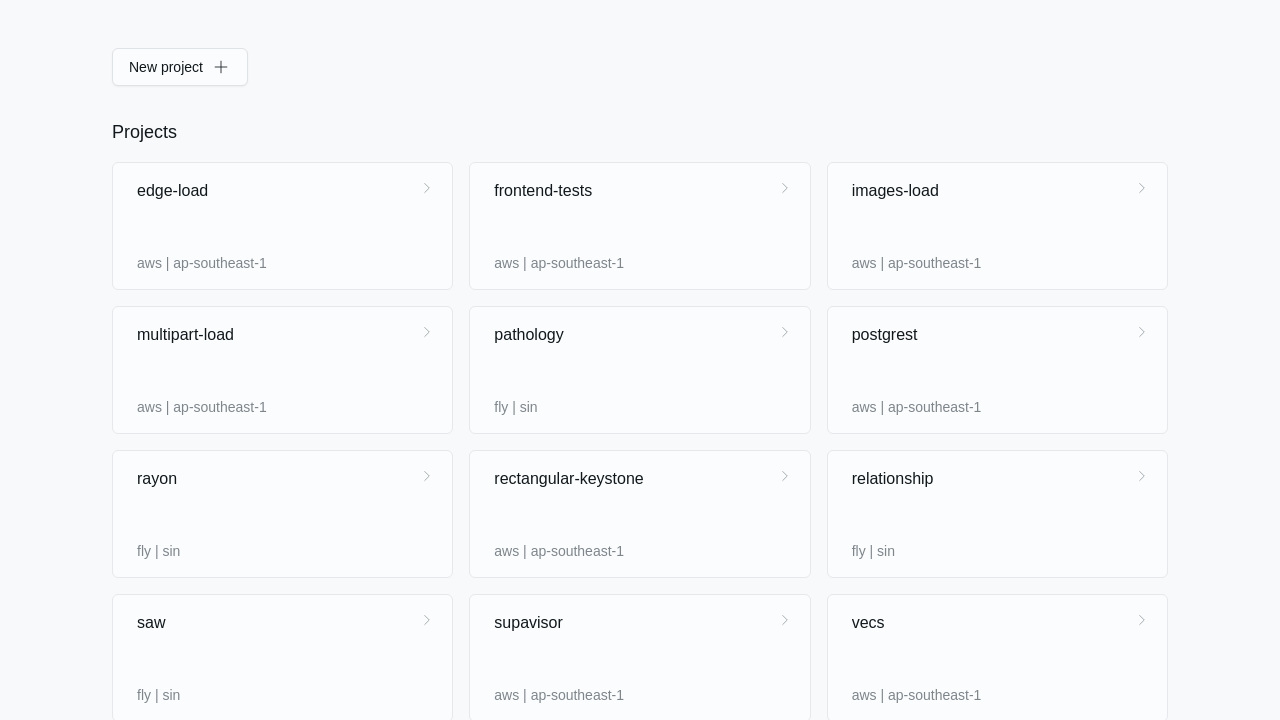 New project
Projects
edge-load
aws | ap-southeast-1
frontend-tests
aws | ap-southeast-1
images-load
aws | ap-southeast-1
multipart-load
aws | ap-southeast-1
pathology
fly | sin
postgrest
aws | ap-southeast-1
rayon
fly | sin
rectangular-keystone
aws | ap-southeast-1
relationship
fly | sin
saw
fly | sin
supavisor
aws | ap-southeast-1
vecs
aws | ap-southeast-1